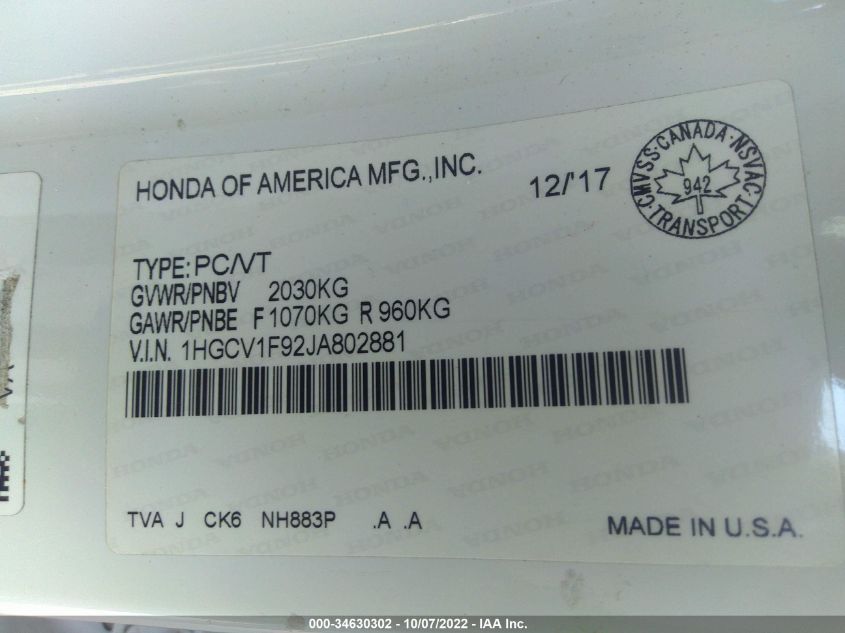 HONDA OF AMERICA MFG.,INC.
12/'17
CMVSS·CANADA·NSVAC·TRANSPORT·
942
TYPE: PC/VT
GVWR/PNBV 2030KG
GAWR/PNBE F 1070KG R 960KG
V.I.N. 1HGCV1F92JA802881
TVA J CK6 NH883P .A .A
MADE IN U.S.A.
000-34630302 - 10/07/2022 - IAA Inc.